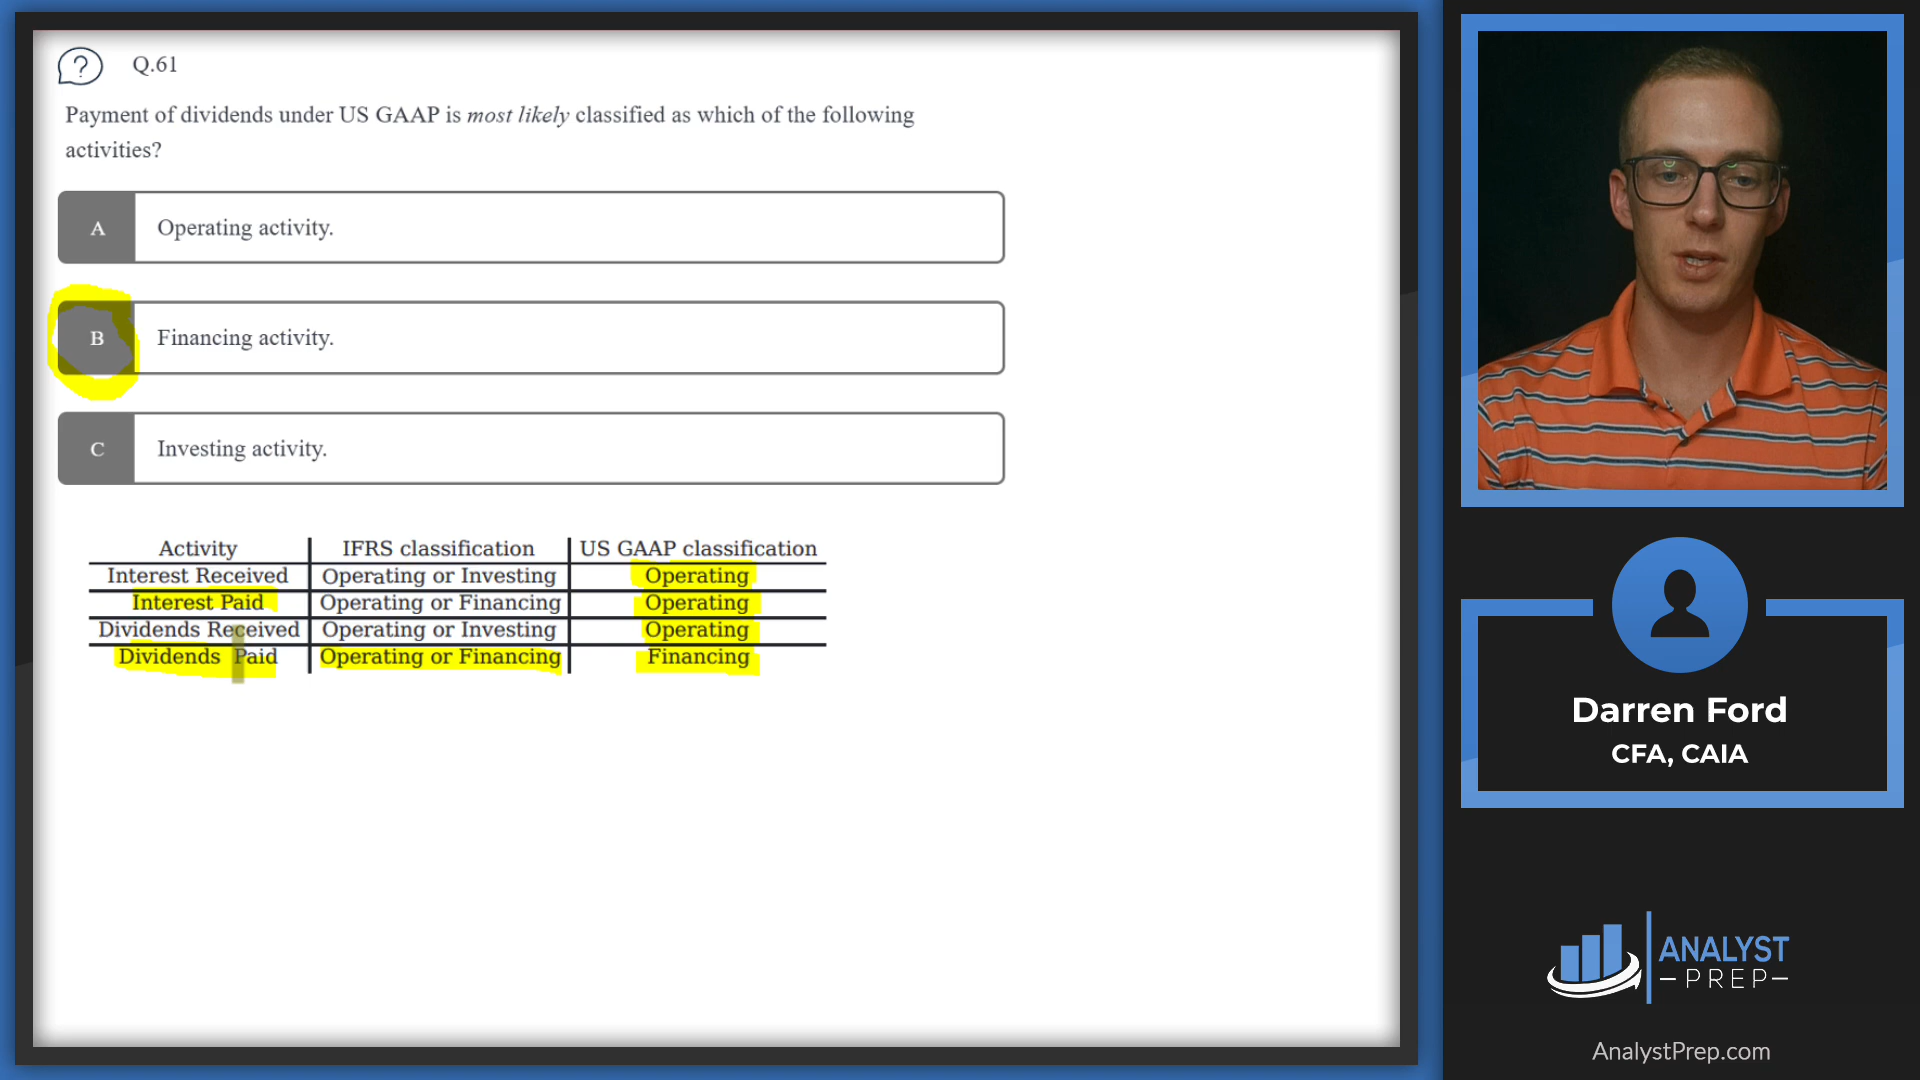 ? Q.61
Payment of dividends under US GAAP is most likely classified as which of the following
activities?
A Operating activity.
B Financing activity.
C Investing activity.
Activity IFRS classification US GAAP classification
Interest Received Operating or Investing Operating
Interest Paid Operating or Financing Operating
Dividends Received Operating or Investing Operating
Dividends Paid Operating or Financing Financing
Darren Ford
CFA, CAIA
ANALYST
PREP
AnalystPrep.com